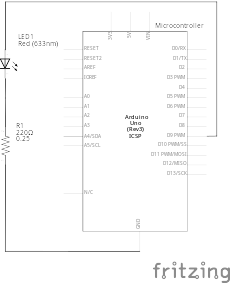 Microcontroller
3V3
5V
VIN
LED1
Red (633nm)
RESET
RESET2
AREF
IOREF
A0
A1
A2
A3
A4/SDA
A5/SCL
N/C
D0/RX
D1/TX
D2
D3 PWM
D4
D5 PWM
D6 PWM
D7
D8
D9 PWM
D10 PWM/SS
D11 PWM/MOSI
D12/MISO
D13/SCK
Arduino
Uno
(Rev3)
ICSP
R1
220Ω
0.25
GND
fritzing